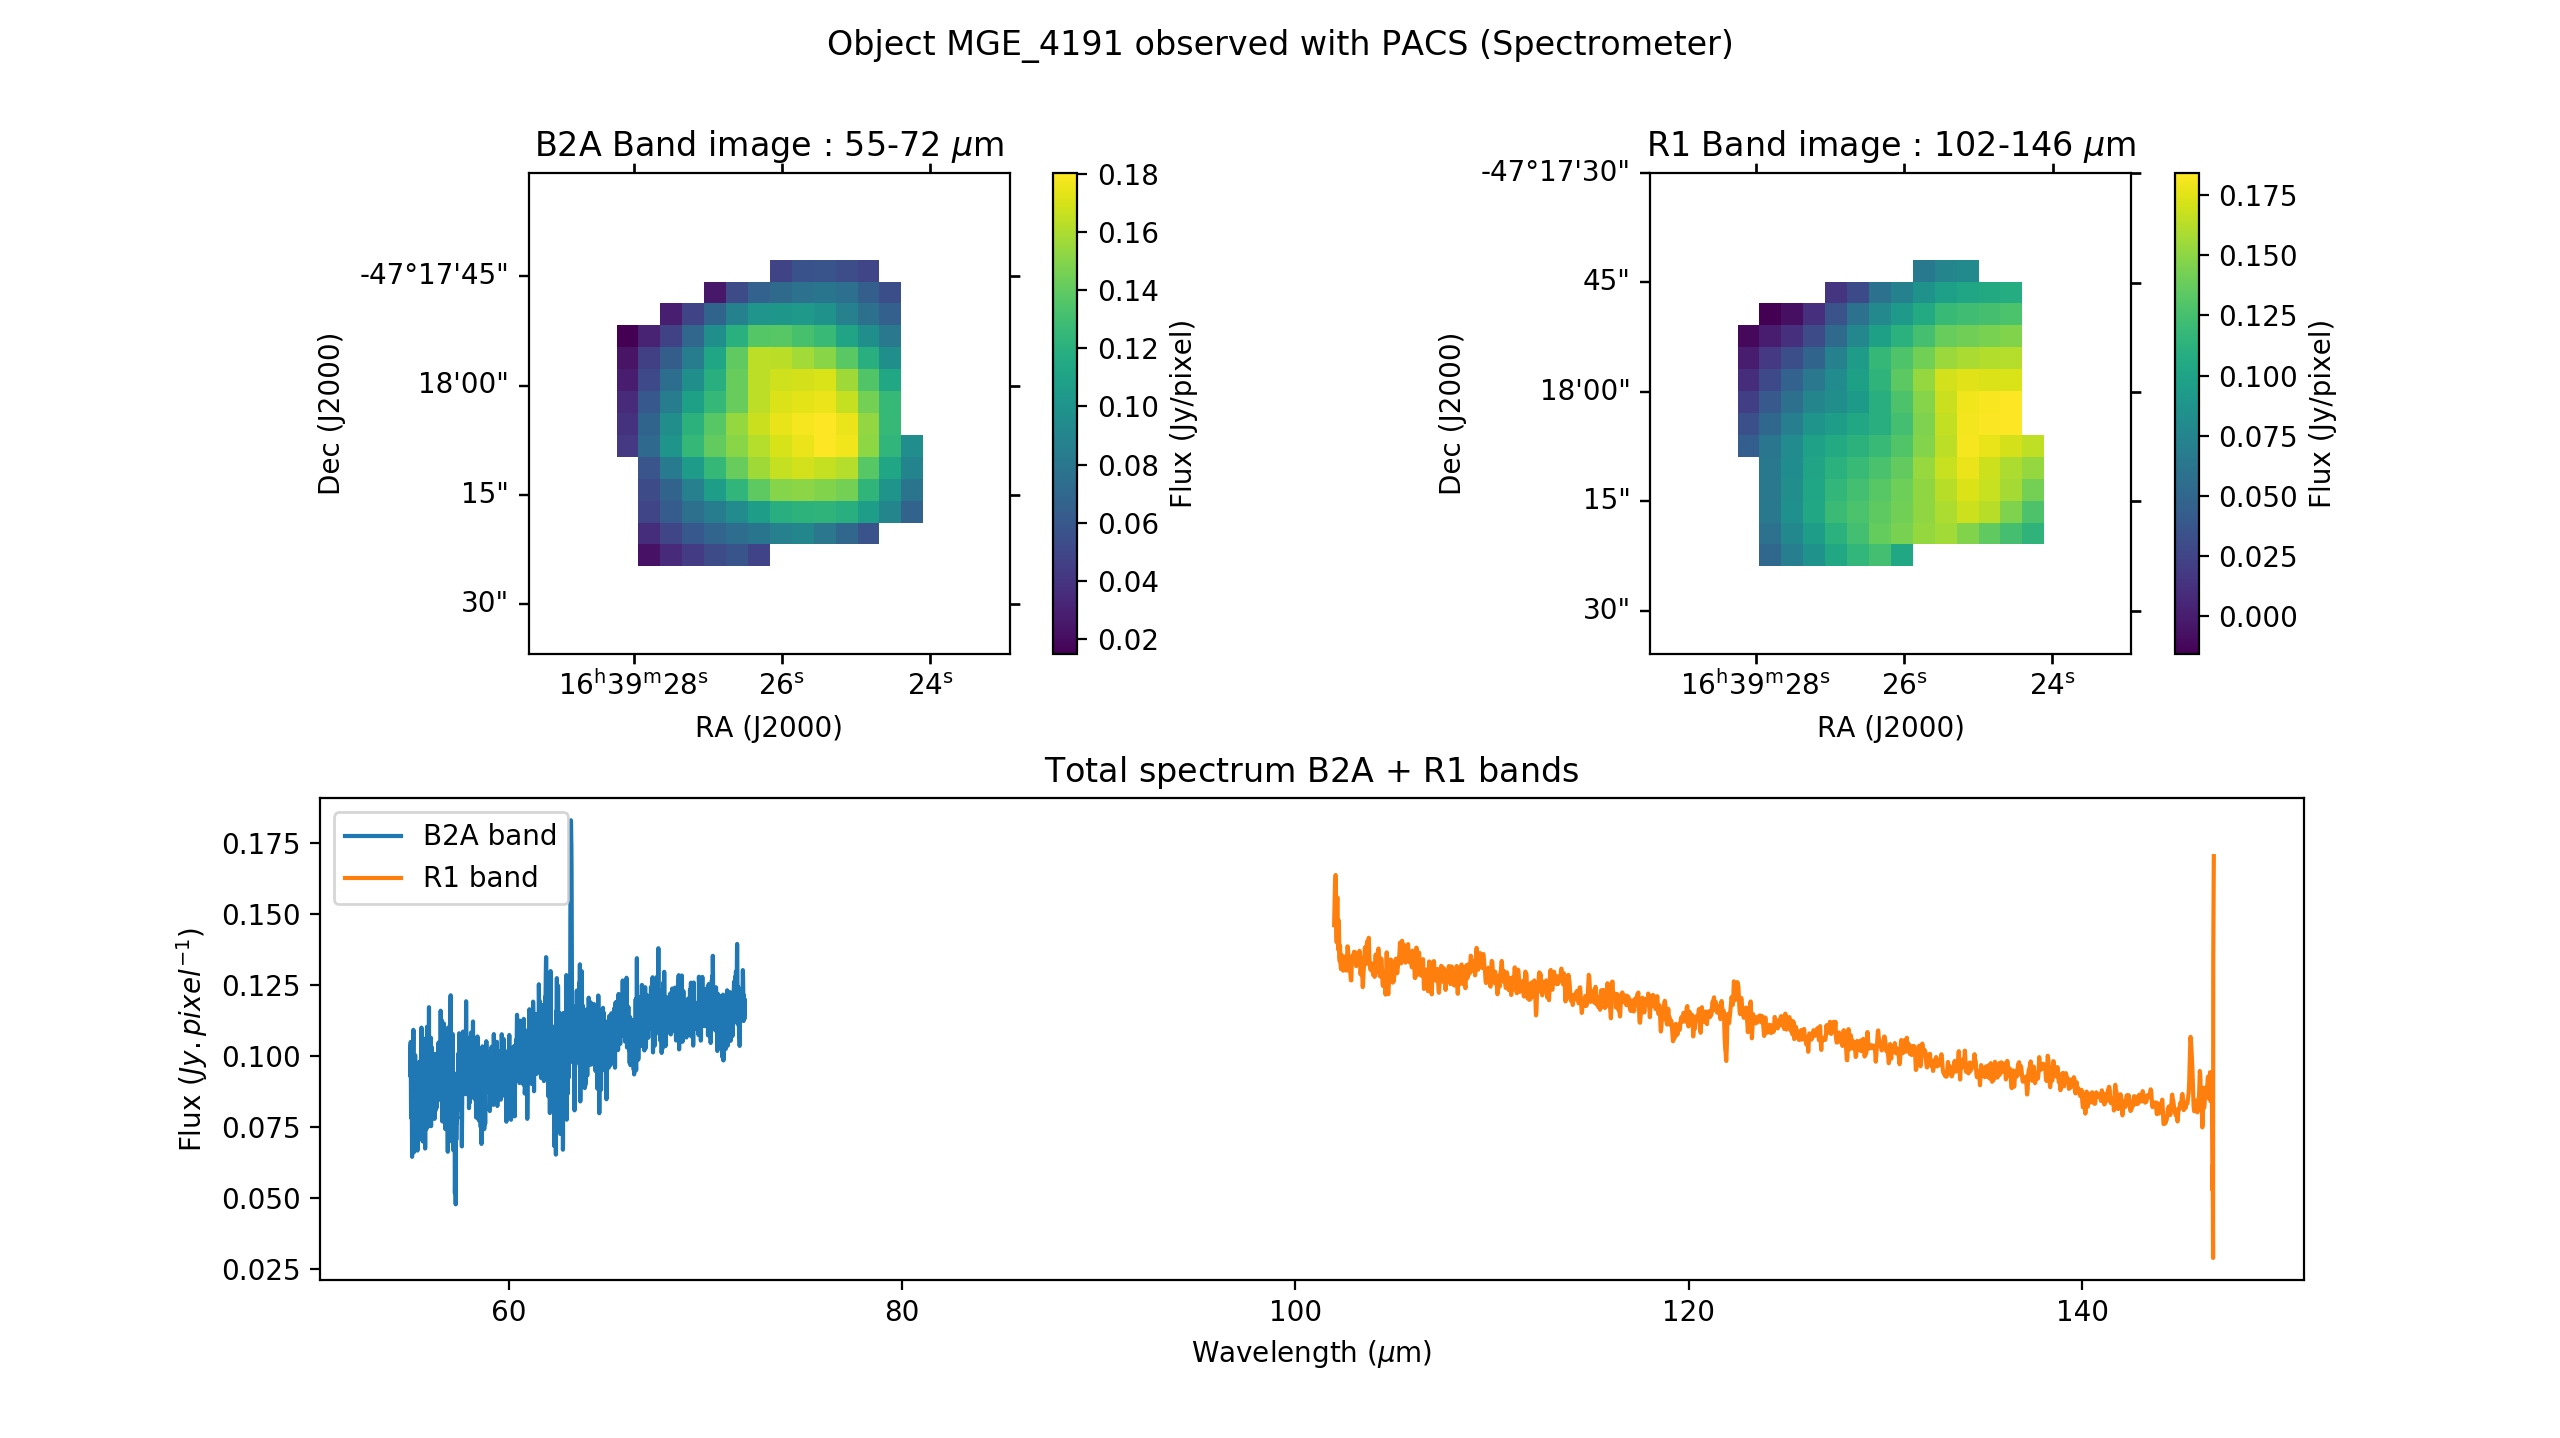 Object MGE_4191 observed with PACS (Spectrometer)
B2A Band image : 55-72 μm
-47°17'45"
18'00"
15"
30"
Dec (J2000)
16ʰ39ᵐ28ˢ 26ˢ 24ˢ
RA (J2000)
0.18
0.16
0.14
0.12
0.10
0.08
0.06
0.04
0.02
Flux (Jy/pixel)
R1 Band image : 102-146 μm
-47°17'30"
45"
18'00"
15"
30"
Dec (J2000)
16ʰ39ᵐ28ˢ 26ˢ 24ˢ
RA (J2000)
0.175
0.150
0.125
0.100
0.075
0.050
0.025
0.000
Flux (Jy/pixel)
Total spectrum B2A + R1 bands
B2A band
R1 band
0.175
0.150
0.125
0.100
0.075
0.050
0.025
Flux (Jy.pixel⁻¹)
60 80 100 120 140
Wavelength (μm)